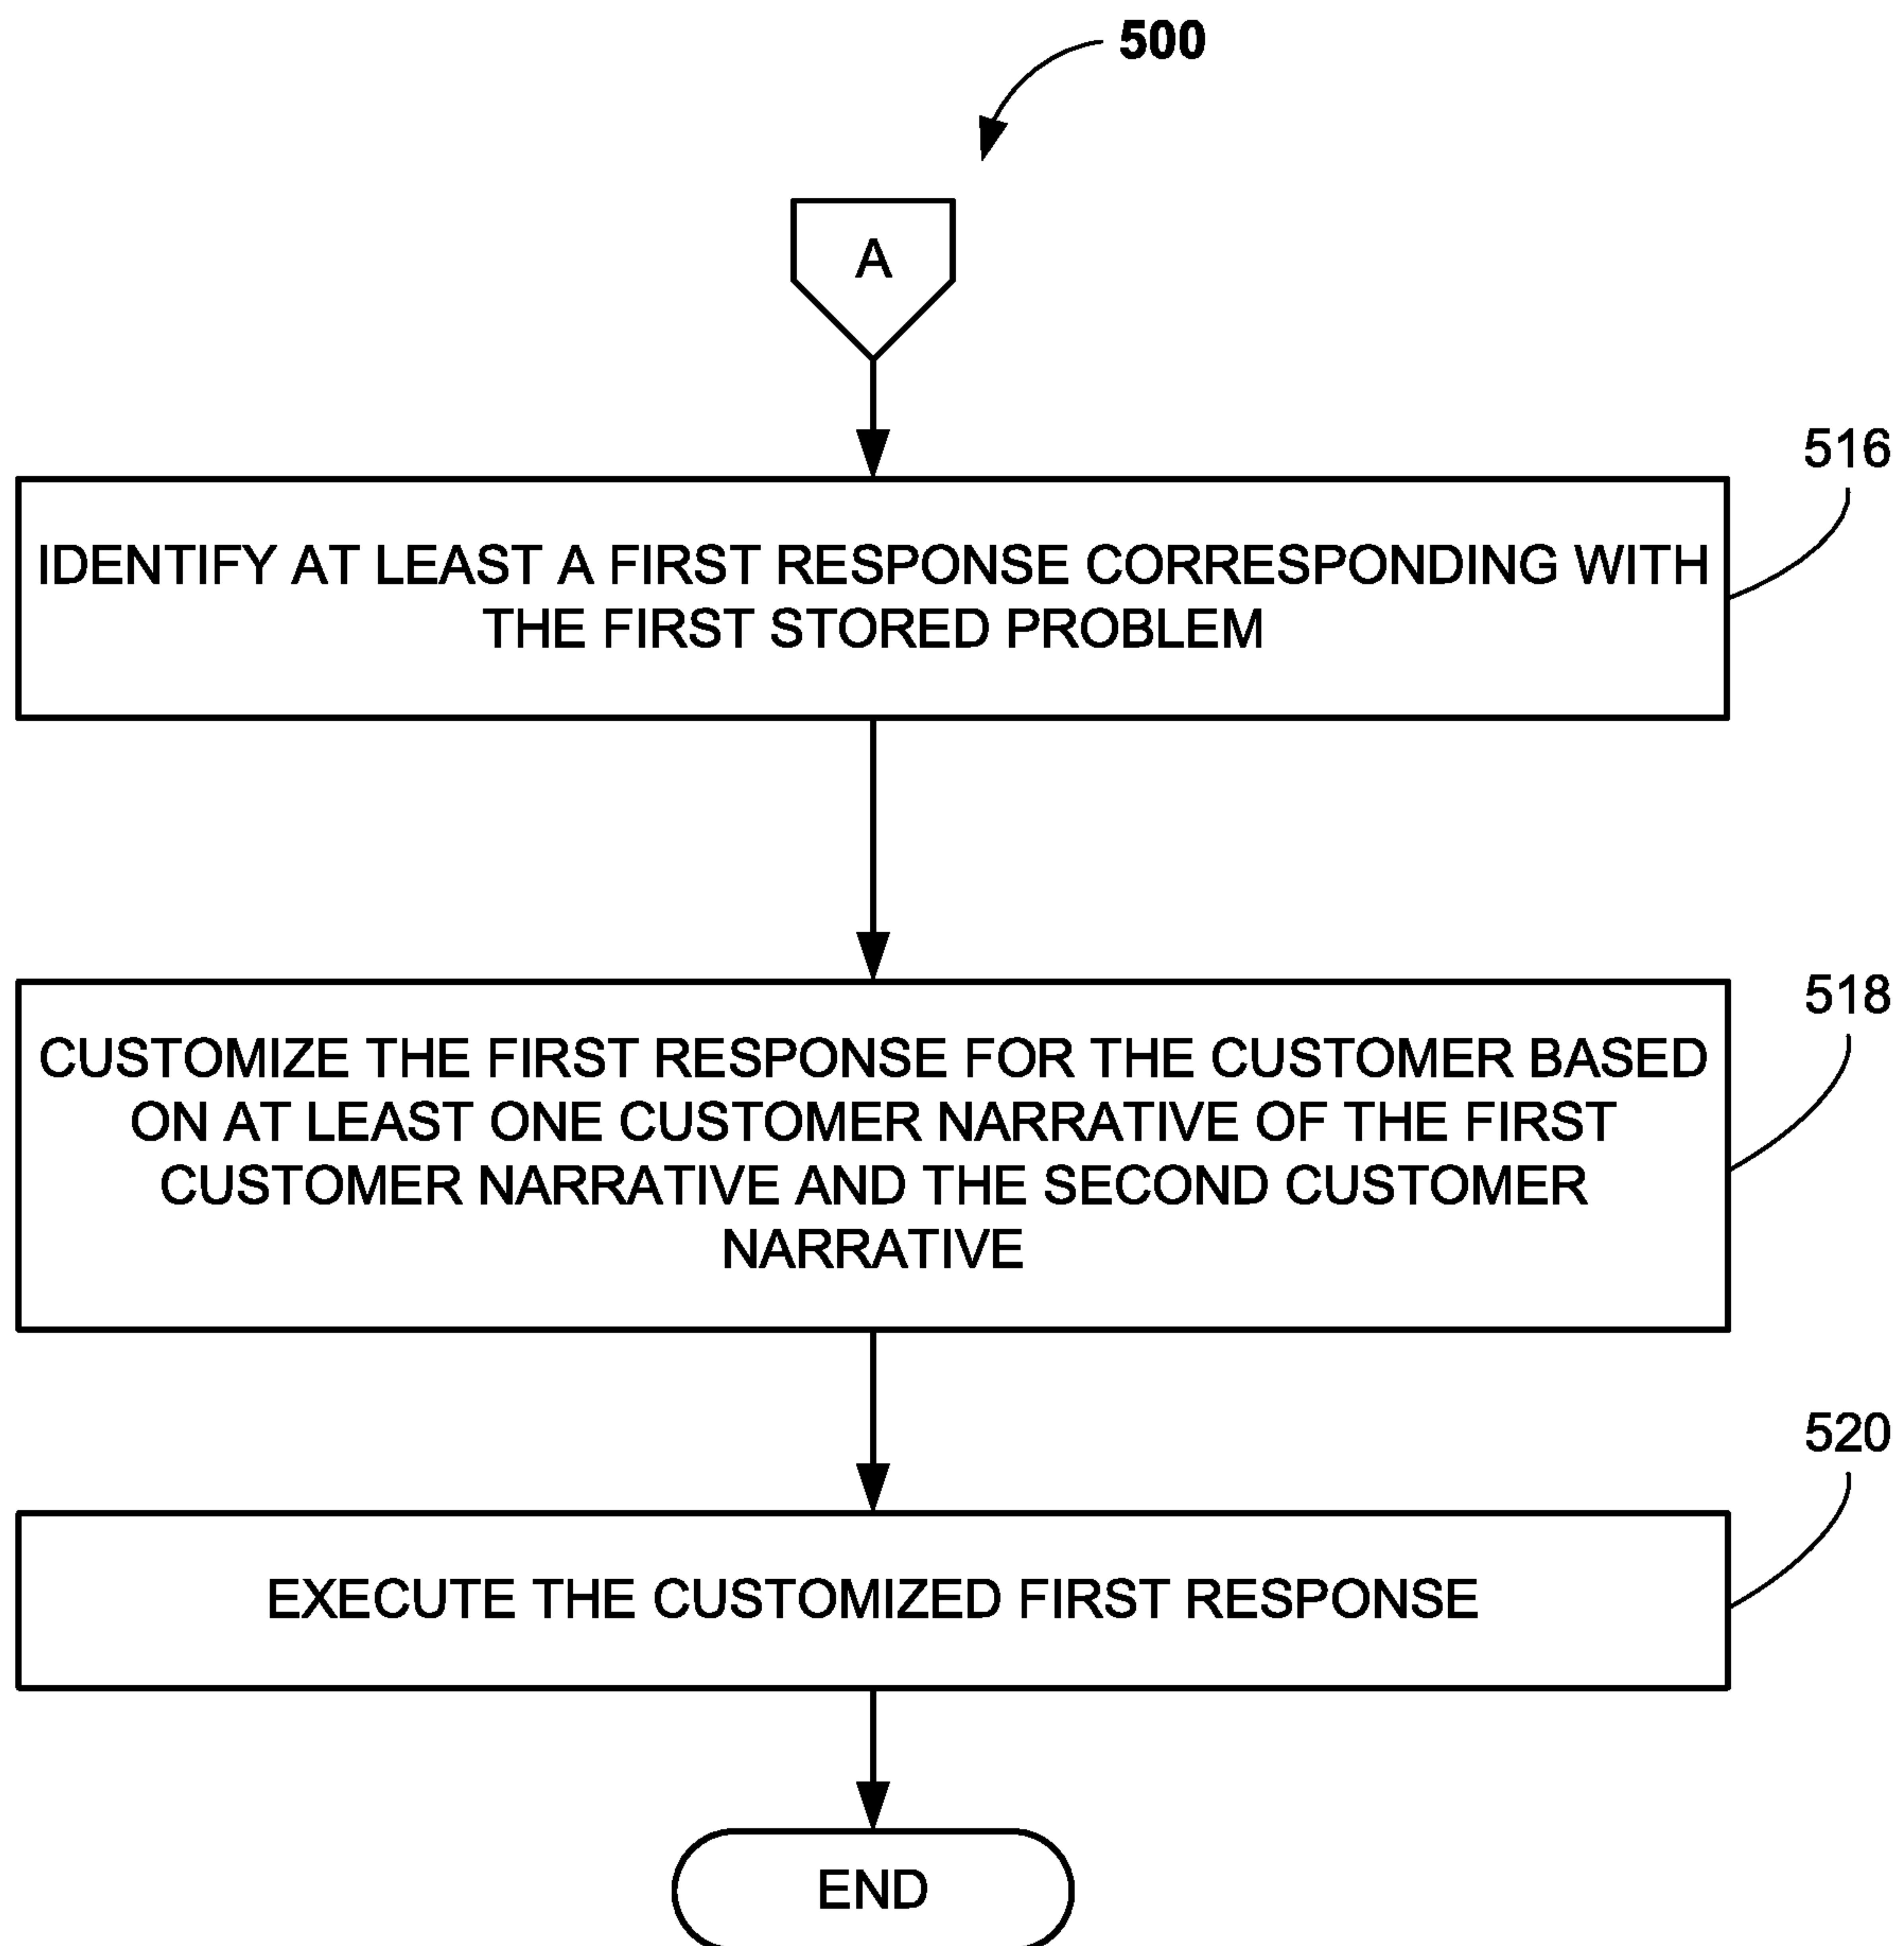 500
A
516
IDENTIFY AT LEAST A FIRST RESPONSE CORRESPONDING WITH
THE FIRST STORED PROBLEM
518
CUSTOMIZE THE FIRST RESPONSE FOR THE CUSTOMER BASED
ON AT LEAST ONE CUSTOMER NARRATIVE OF THE FIRST
CUSTOMER NARRATIVE AND THE SECOND CUSTOMER
NARRATIVE
520
EXECUTE THE CUSTOMIZED FIRST RESPONSE
END